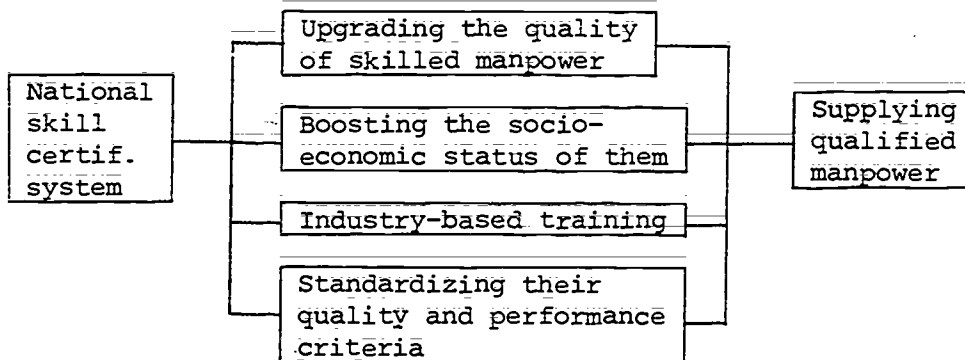 National
skill
certif.
system
Upgrading the quality
of skilled manpower
Boosting the socio-
economic status of them
Industry-based training
Standardizing their
quality and performance
criteria
Supplying
qualified
manpower